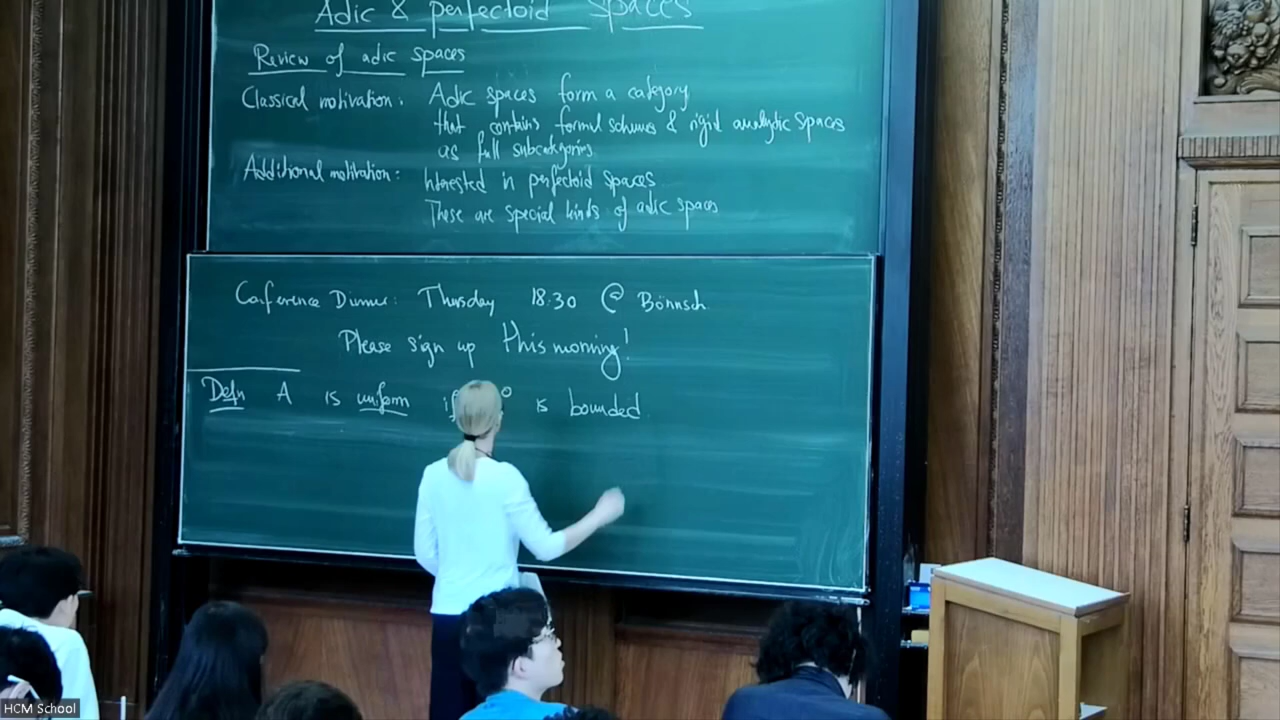 Adic & perfectoid spaces
Review of adic spaces
Classical motivation: Adic spaces form a category
that contains formal schemes & rigid analytic spaces
as full subcategories
Additional motivation: Interested in perfectoid spaces
These are special kinds of adic spaces
Conference Dinner: Thursday 18.30 @ Bönnsch
Please sign up this morning!
Defn A is uniform is bounded
HCM School